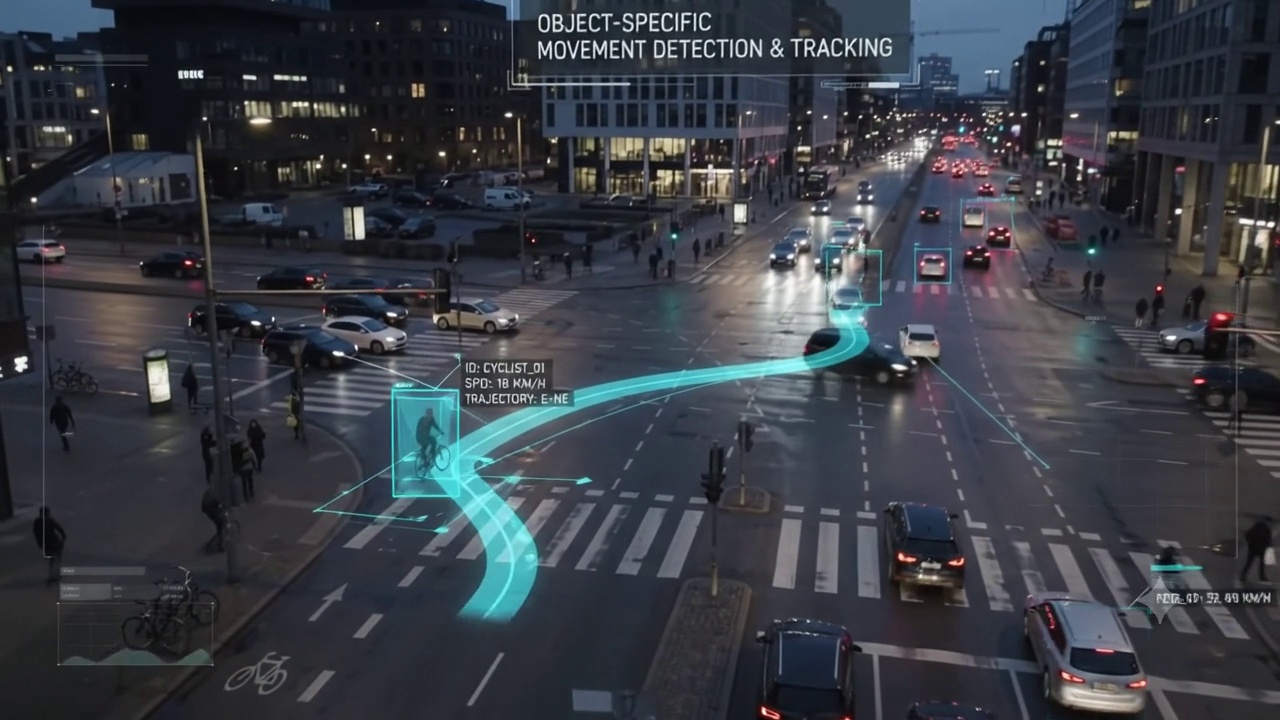 OBJECT-SPECIFIC
MOVEMENT DETECTION & TRACKING
ID: CYCLIST_01
SPD: 18 KM/H
TRAJECTORY: E-NE